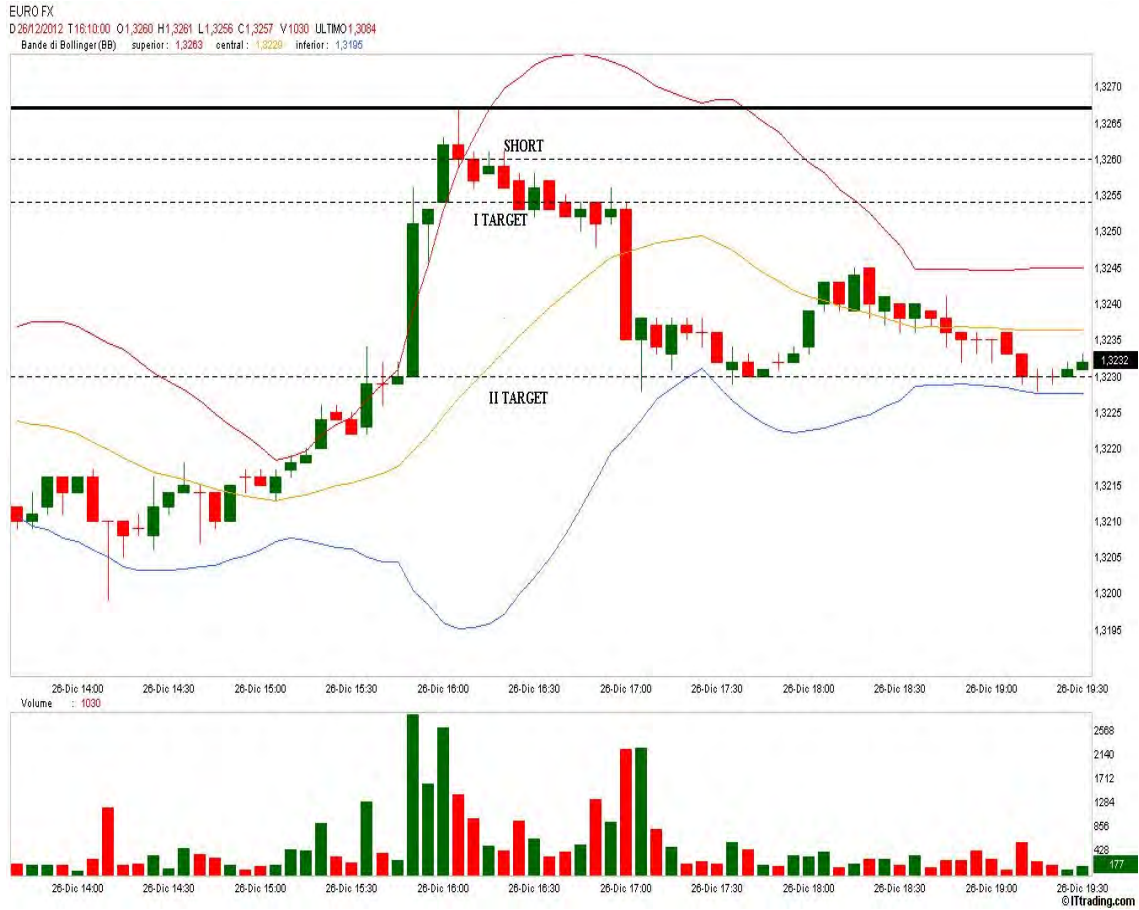 EURO FX
D 26/12/2012 T16:10:00 O1,3260 H1,3261 L1,3256 C1,3257 V1030 ULTIMO1,3084
Bande di Bollinger(BB) superior : 1,3263 central : 1,3229 inferior : 1,3195
1,3270
1,3265
SHORT
1,3260
1,3255
I TARGET
1,3250
1,3245
1,3240
1,3235
1,3232
1,3230
II TARGET
1,3225
1,3220
1,3215
1,3210
1,3205
1,3200
1,3195
26-Dic 14:00 26-Dic 14:30 26-Dic 15:00 26-Dic 15:30 26-Dic 16:00 26-Dic 16:30 26-Dic 17:00 26-Dic 17:30 26-Dic 18:00 26-Dic 18:30 26-Dic 19:00 26-Dic 19:30
Volume : 1030
2568
2140
1712
1284
856
428
177
26-Dic 14:00 26-Dic 14:30 26-Dic 15:00 26-Dic 15:30 26-Dic 16:00 26-Dic 16:30 26-Dic 17:00 26-Dic 17:30 26-Dic 18:00 26-Dic 18:30 26-Dic 19:00 26-Dic 19:30
© ITtrading.com